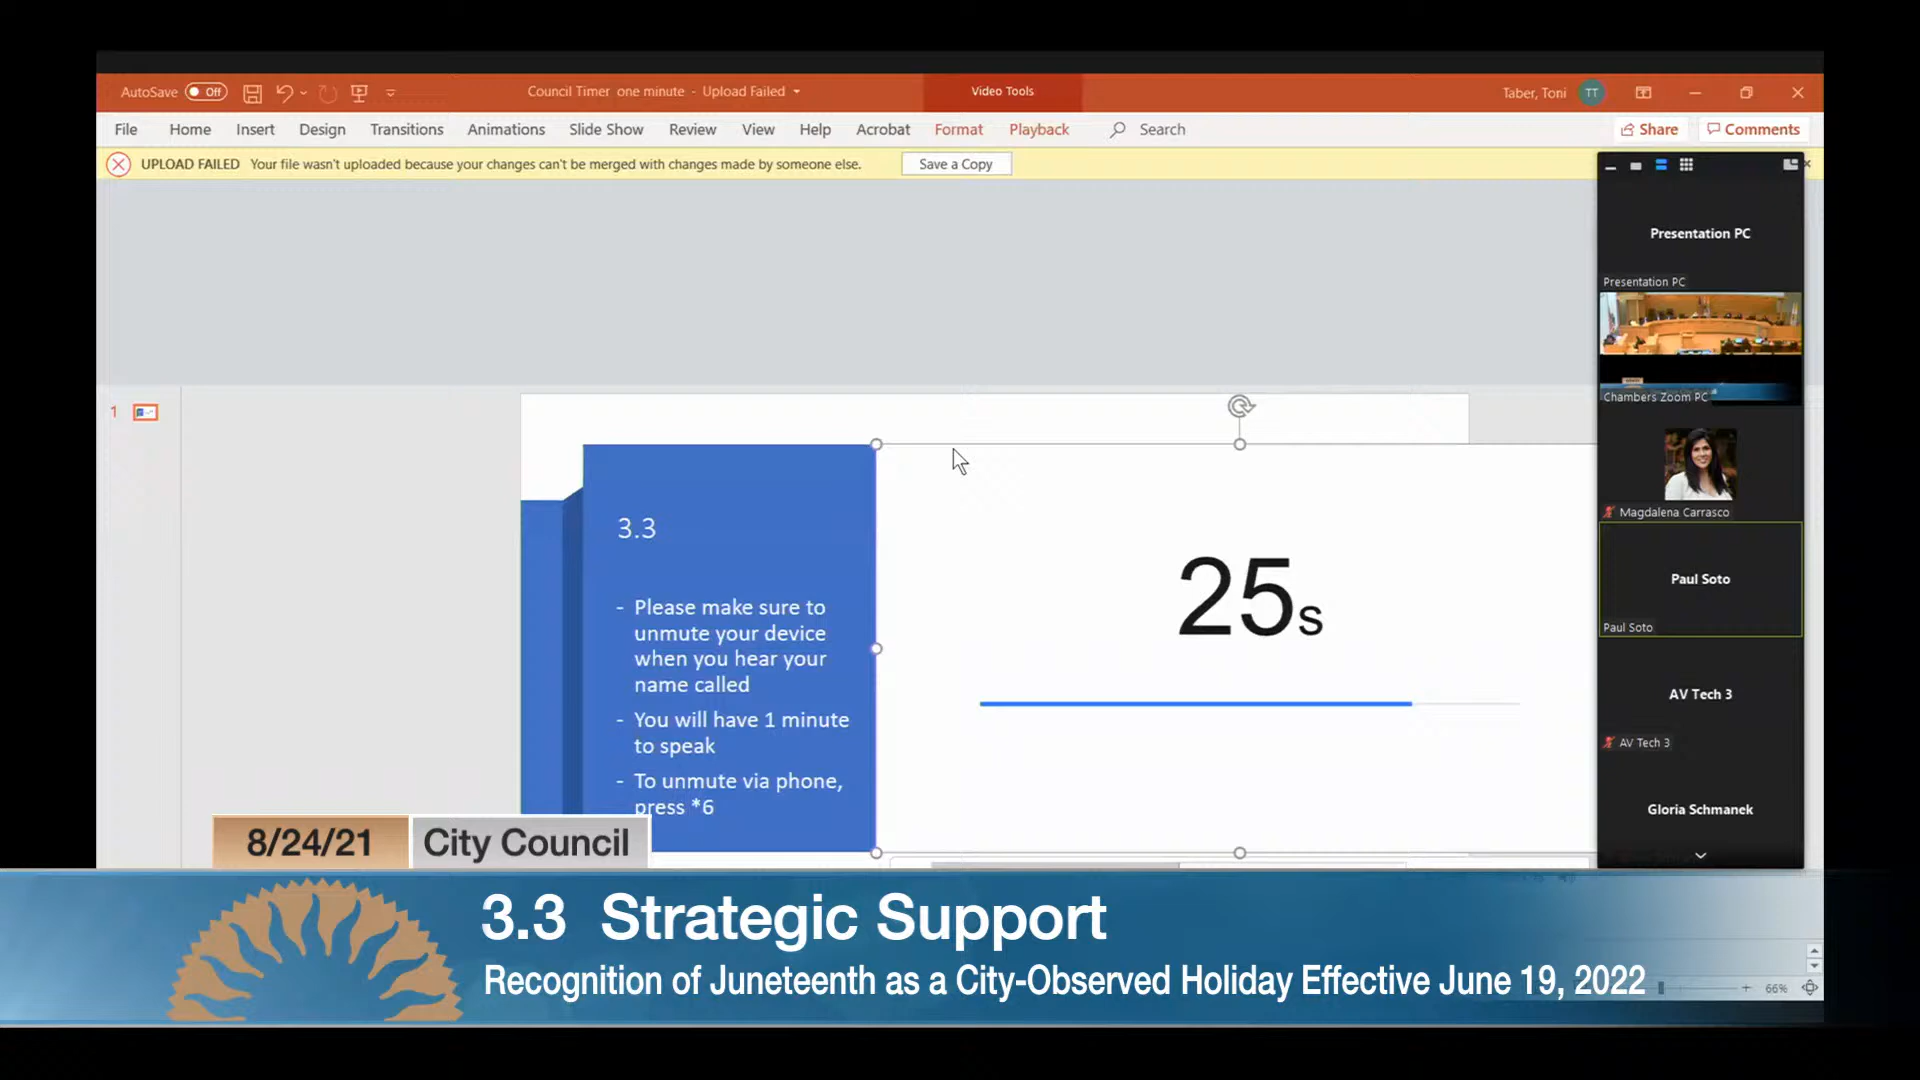 AutoSave Off
Council Timer one minute - Upload Failed
Video Tools
Taber, Toni TT
File Home Insert Design Transitions Animations Slide Show Review View Help Acrobat Format Playback Search
Share Comments
UPLOAD FAILED Your file wasn't uploaded because your changes can't be merged with changes made by someone else. Save a Copy
Presentation PC
Presentation PC
Chambers Zoom PC
Magdalena Carrasco
Paul Soto
Paul Soto
AV Tech 3
AV Tech 3
Gloria Schmanek
1
3.3
- Please make sure to
unmute your device
when you hear your
name called
- You will have 1 minute
to speak
- To unmute via phone,
press *6
25s
8/24/21 City Council
3.3 Strategic Support
Recognition of Juneteenth as a City-Observed Holiday Effective June 19, 2022
66%